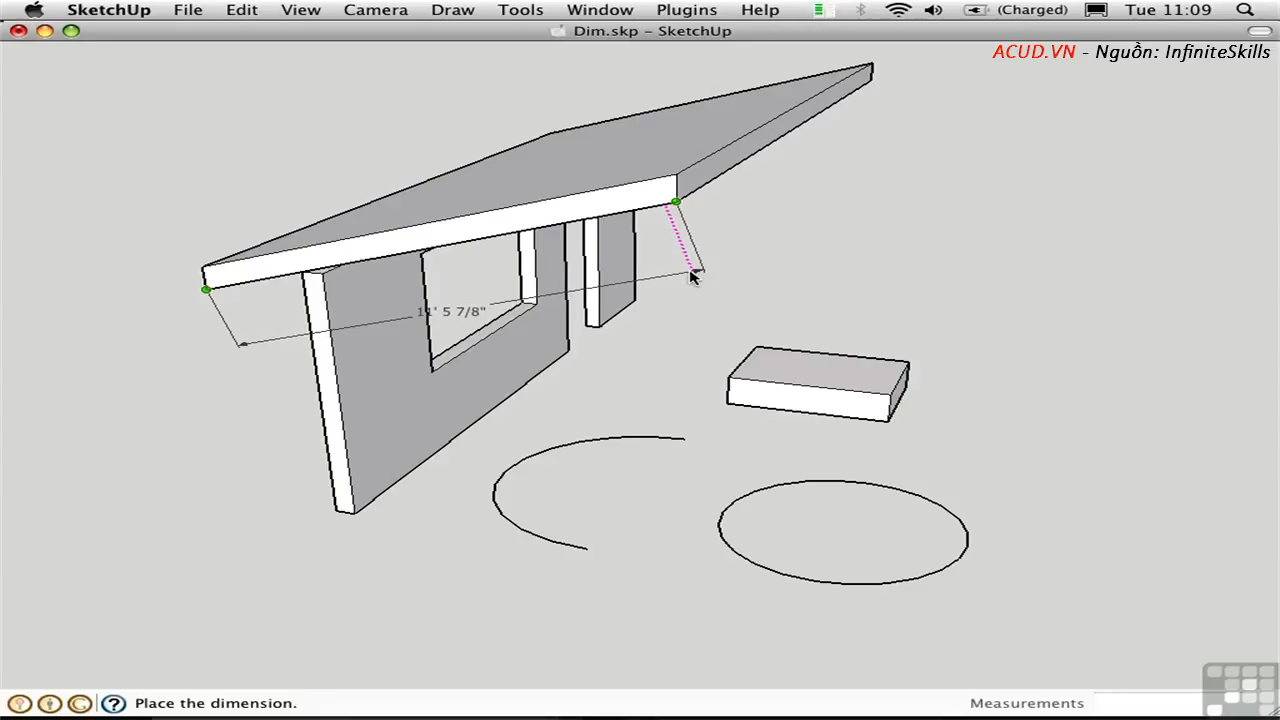 SketchUp File Edit View Camera Draw Tools Window Plugins Help (Charged) Tue 11:09
Dim.skp – SketchUp
ACUD.VN - Nguồn: InfiniteSkills
11' 5 7/8"
Place the dimension.
Measurements